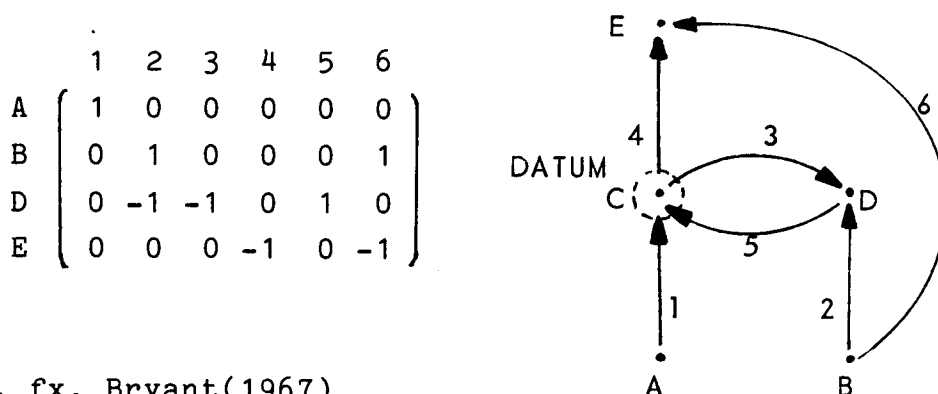 1 2 3 4 5 6
A 1 0 0 0 0 0
B 0 1 0 0 0 1
D 0 -1 -1 0 1 0
E 0 0 0 -1 0 -1
fx. Bryant(1967)
E
6
4
3
DATUM
C
D
5
1
2
A
B